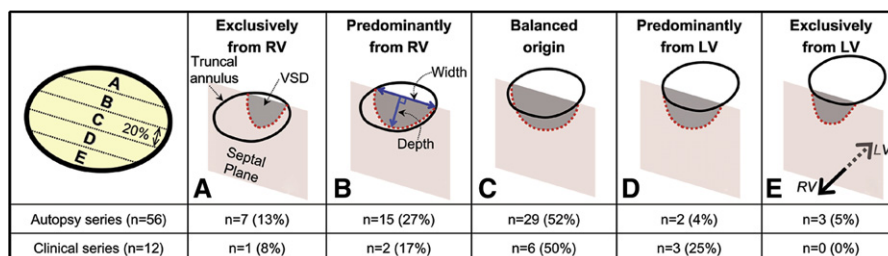 Exclusively from RV
Predominantly from RV
Balanced origin
Predominantly from LV
Exclusively from LV
A
B
C
D
E
20%
Truncal annulus
VSD
Septal Plane
A
Width
Depth
B
C
D
LV
RV
E
Autopsy series (n=56) n=7 (13%) n=15 (27%) n=29 (52%) n=2 (4%) n=3 (5%)
Clinical series (n=12) n=1 (8%) n=2 (17%) n=6 (50%) n=3 (25%) n=0 (0%)